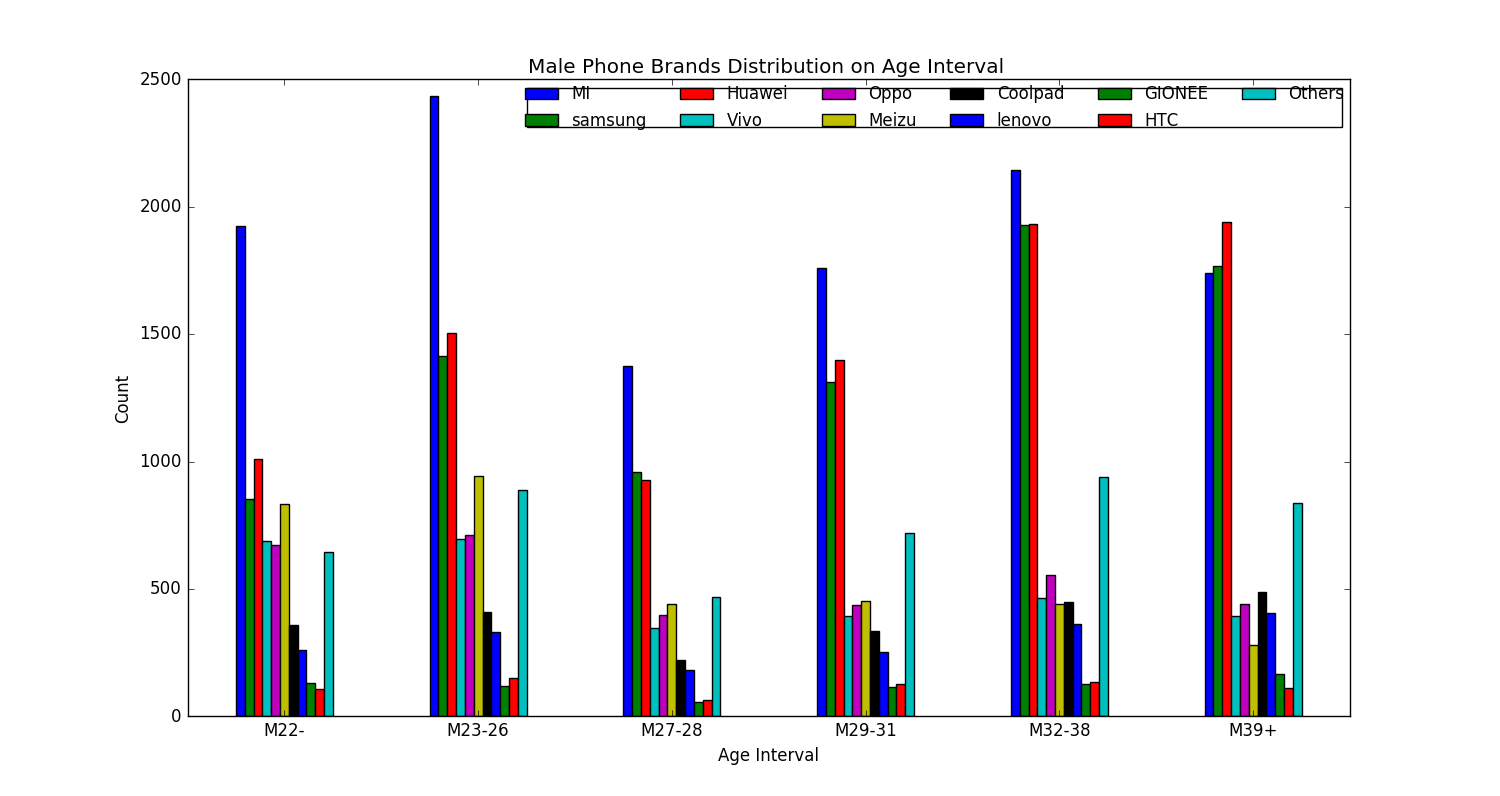 Male Phone Brands Distribution on Age Interval
2500
MI Huawei Oppo Coolpad GIONEE Others
samsung Vivo Meizu lenovo HTC
2000
1500
Count
1000
500
0
M22- M23-26 M27-28 M29-31 M32-38 M39+
Age Interval